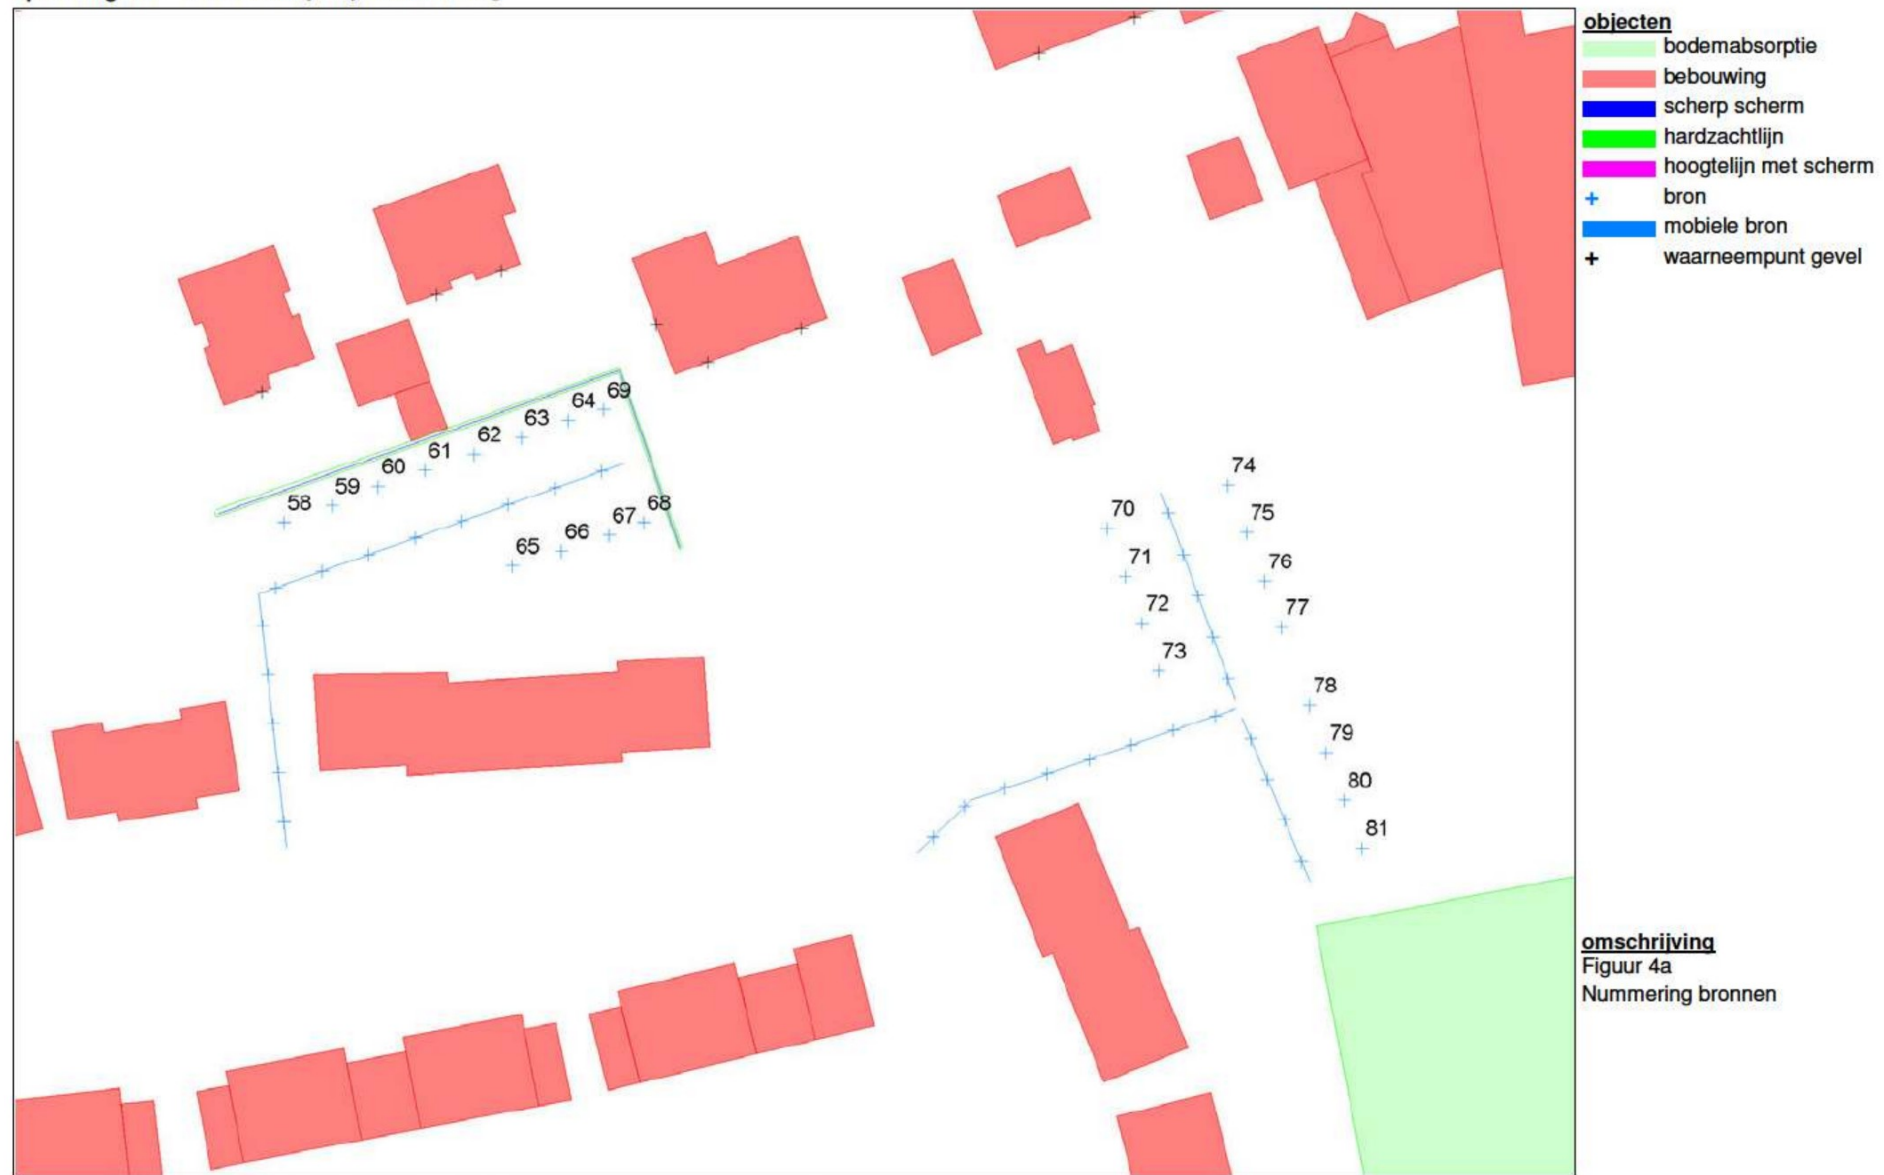 objecten
bodemabsorptie
bebouwing
scherp scherm
hardzachtlijn
hoogtelijn met scherm
bron
mobiele bron
waarneempunt gevel
69
64
63
62
61
60
59
58
68
67
66
65
74
70
75
71
76
72
77
73
78
79
80
81
omschrijving
Figuur 4a
Nummering bronnen